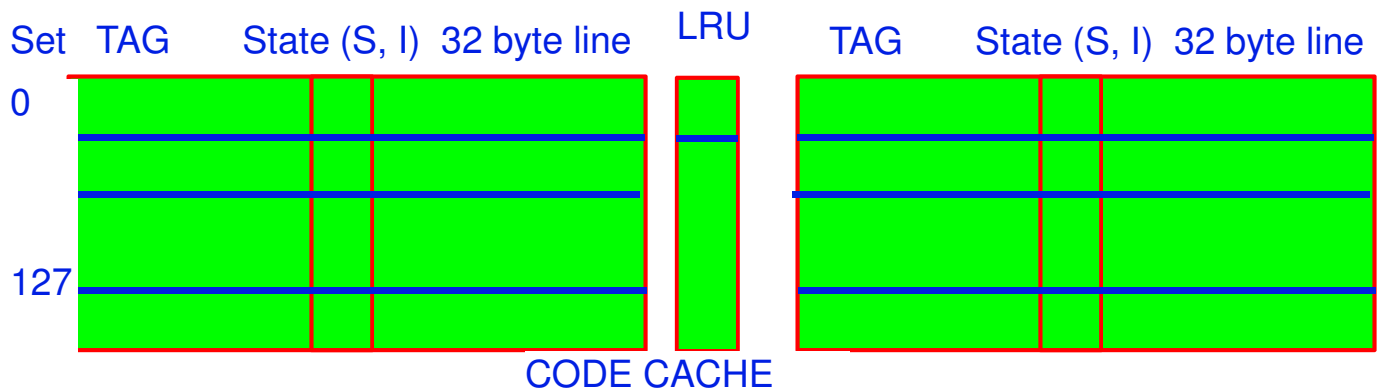 Set TAG State (S, I) 32 byte line LRU TAG State (S, I) 32 byte line
0
127
CODE CACHE